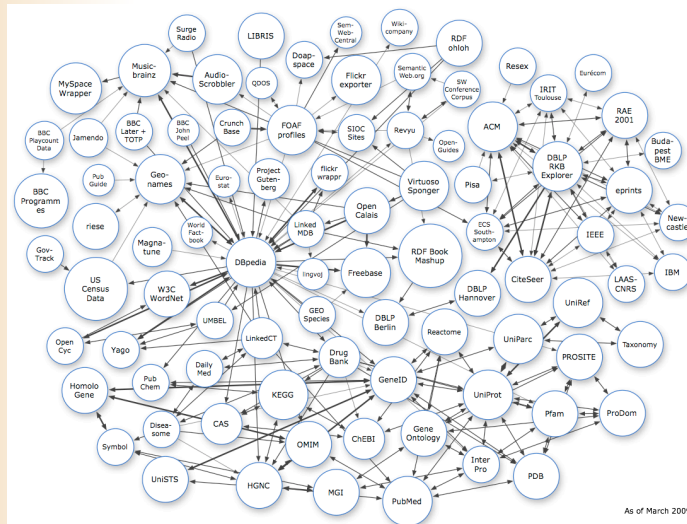 Surge
Radio
LIBRIS
Sem-
Web-
Central
Wiki-
company
RDF
ohloh
Doap-
space
Music-
brainz
Audio-
Scrobbler
QDOS
Flickr
exporter
Semantic
Web.org
SW
Conference
Corpus
Resex
IRIT
Toulouse
Eurécom
MySpace
Wrapper
BBC
Playcount
Data
Jamendo
BBC
Later +
TOTP
BBC
John
Peel
Crunch
Base
FOAF
profiles
SIOC
Sites
Revyu
Open-
Guides
ACM
RAE
2001
DBLP
RKB
Explorer
Buda-
pest
BME
Pub
Guide
Geo-
names
Euro-
stat
Project
Guten-
berg
flickr
wrappr
Virtuoso
Sponger
Pisa
eprints
BBC
Programm
es
riese
World
Fact-
book
Open
Calais
Linked
MDB
ECS
South-
ampton
IEEE
New-
castle
Gov-
Track
Magna-
tune
DBpedia
RDF Book
Mashup
US
Census
Data
W3C
WordNet
lingvoj
Freebase
CiteSeer
LAAS-
CNRS
IBM
DBLP
Hannover
UniRef
UMBEL
GEO
Species
DBLP
Berlin
Reactome
UniParc
Taxonomy
Open
Cyc
Yago
LinkedCT
Drug
Bank
PROSITE
Daily
Med
Homolo
Gene
Pub
Chem
KEGG
GeneID
UniProt
Pfam
ProDom
Symbol
Disea-
some
CAS
OMIM
ChEBI
Gene
Ontology
Inter
Pro
PDB
UniSTS
HGNC
MGI
PubMed
As of March 2009